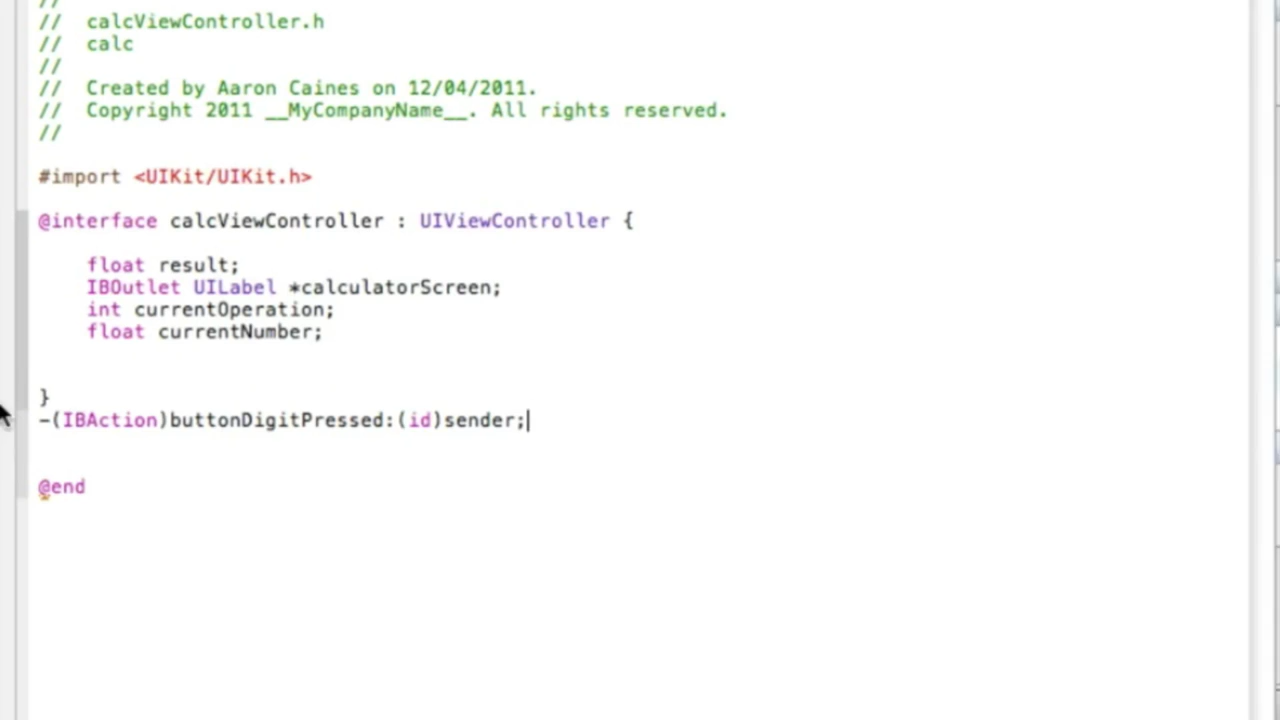 //
// calcViewController.h
// calc
//
// Created by Aaron Caines on 12/04/2011.
// Copyright 2011 __MyCompanyName__. All rights reserved.
//
#import <UIKit/UIKit.h>
@interface calcViewController : UIViewController {
float result;
IBOutlet UILabel *calculatorScreen;
int currentOperation;
float currentNumber;
}
-(IBAction)buttonDigitPressed:(id)sender;
@end